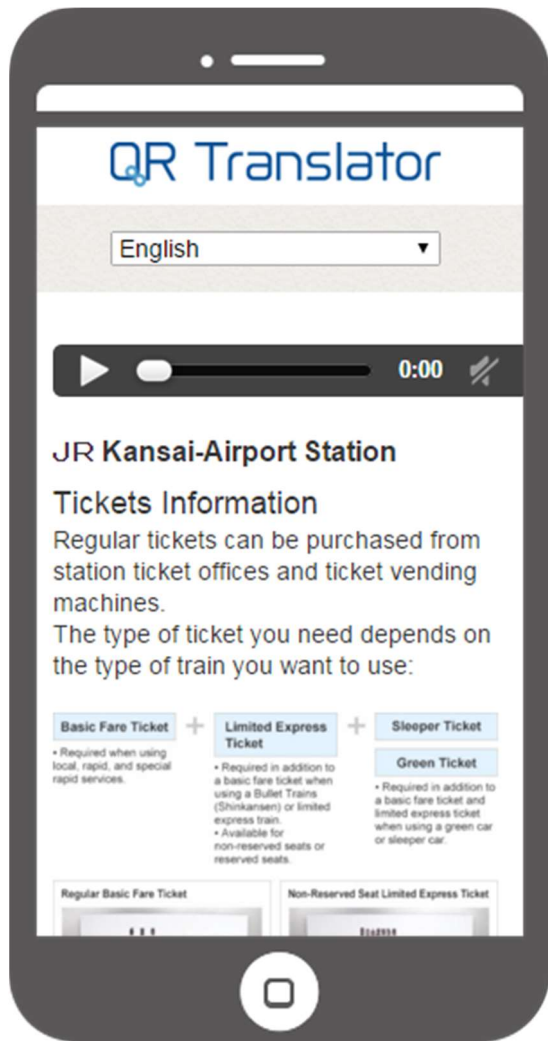 QR Translator
English
0:00
JR Kansai-Airport Station
Tickets Information
Regular tickets can be purchased from
station ticket offices and ticket vending
machines.
The type of ticket you need depends on
the type of train you want to use:
Basic Fare Ticket
• Required when using
local, rapid, and special
rapid services.
+
Limited Express
Ticket
• Required in addition to
a basic fare ticket when
using a Bullet Trains
(Shinkansen) or limited
express train.
• Available for
non-reserved seats or
reserved seats.
+
Sleeper Ticket
Green Ticket
• Required in addition to
a basic fare ticket and
limited express ticket
when using a green car
or sleeper car.
Regular Basic Fare Ticket
Non-Reserved Seat Limited Express Ticket